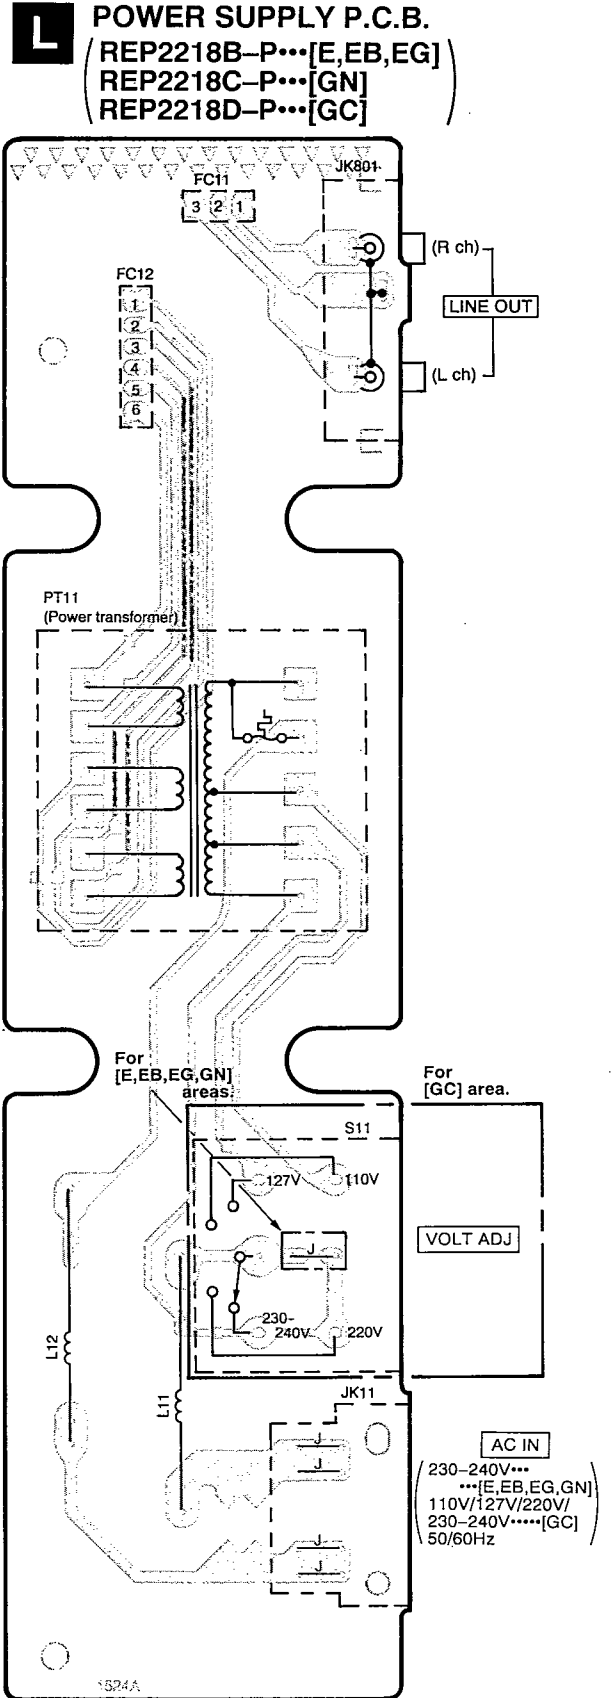 L POWER SUPPLY P.C.B.
REP2218B–P•••[E,EB,EG]
REP2218C–P•••[GN]
REP2218D–P•••[GC]
JK801
FC11
3 2 1
(R ch)
LINE OUT
(L ch)
FC12
1
2
3
4
5
6
PT11
(Power transformer)
For
[E,EB,EG,GN]
areas.
For
[GC] area.
S11
127V
110V
VOLT ADJ
J
230–
240V
220V
L12
L11
JK11
J
J
J
J
AC IN
230–240V•••
•••[E,EB,EG,GN]
110V/127V/220V/
230–240V•••••[GC]
50/60Hz
1624A